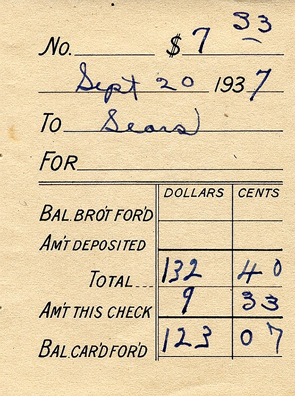 No. $ 7 33
Sept 20 1937
To Sears
For
DOLLARS CENTS
BAL. BRO'T FOR'D
AM'T DEPOSITED
TOTAL 132 40
AM'T THIS CHECK 9 33
BAL. CAR'D FOR'D 123 07